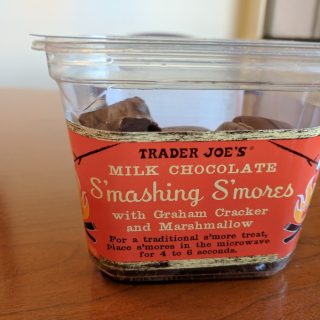 TRADER JOE'S®
MILK CHOCOLATE
S'mashing S'mores
with Graham Cracker
and Marshmallow
For a traditional s'more treat,
place s'mores in the microwave
for 4 to 6 seconds.